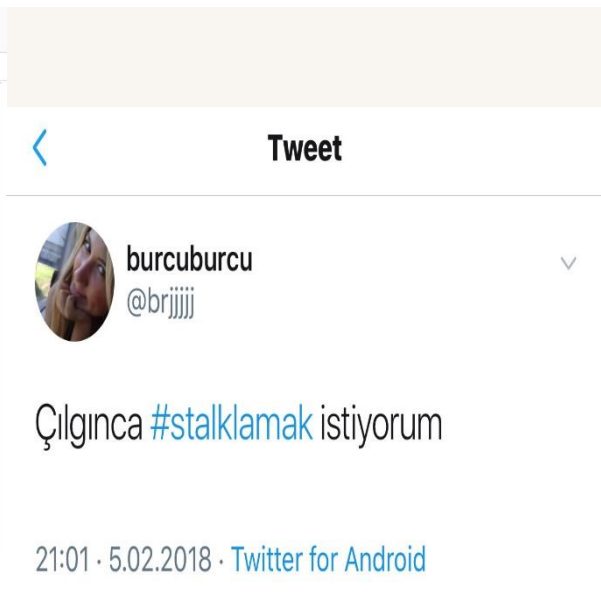 Tweet
burcuburcu
@brjjjjj
Çılgınca #stalklamak istiyorum
21:01 · 5.02.2018 · Twitter for Android